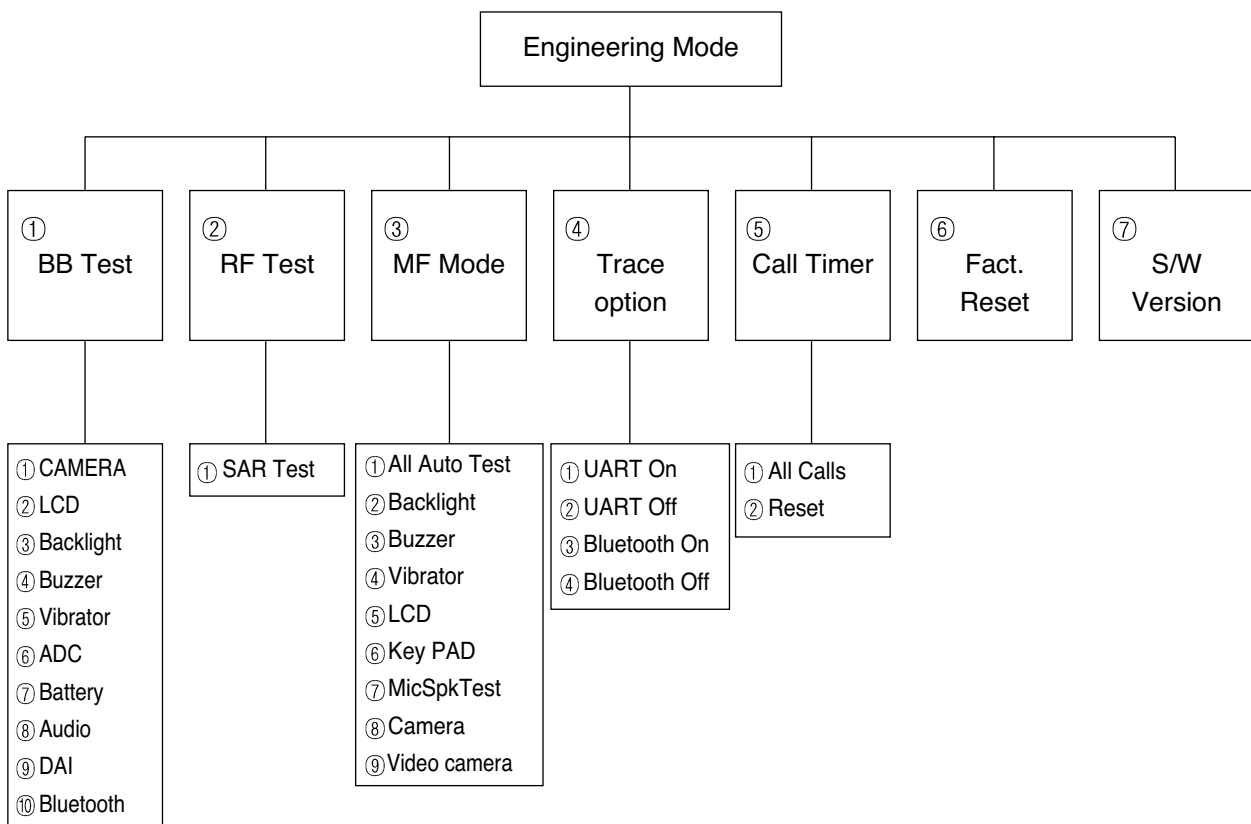 Engineering Mode
①
BB Test
②
RF Test
③
MF Mode
④
Trace
option
⑤
Call Timer
⑥
Fact.
Reset
⑦
S/W
Version
① CAMERA
② LCD
③ Backlight
④ Buzzer
⑤ Vibrator
⑥ ADC
⑦ Battery
⑧ Audio
⑨ DAI
⑩ Bluetooth
① SAR Test
① All Auto Test
② Backlight
③ Buzzer
④ Vibrator
⑤ LCD
⑥ Key PAD
⑦ MicSpkTest
⑧ Camera
⑨ Video camera
① UART On
② UART Off
③ Bluetooth On
④ Bluetooth Off
① All Calls
② Reset